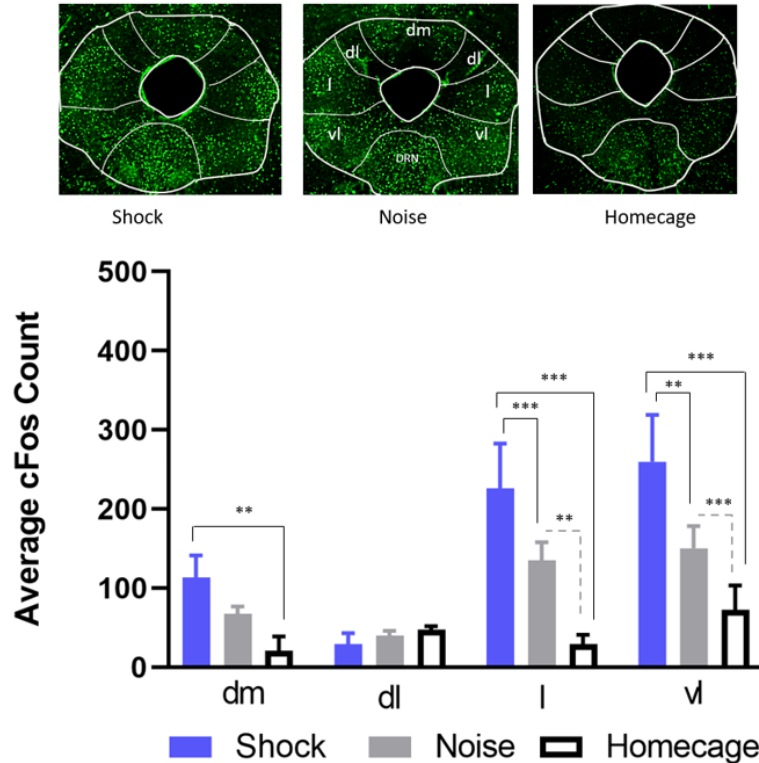 dm
dl dl
l l
vl vl
DRN
Shock Noise Homecage
Average cFos Count
500
400
300
200
100
0
*** ***
*** **
** ** ***
dm dl l vl
Shock Noise Homecage